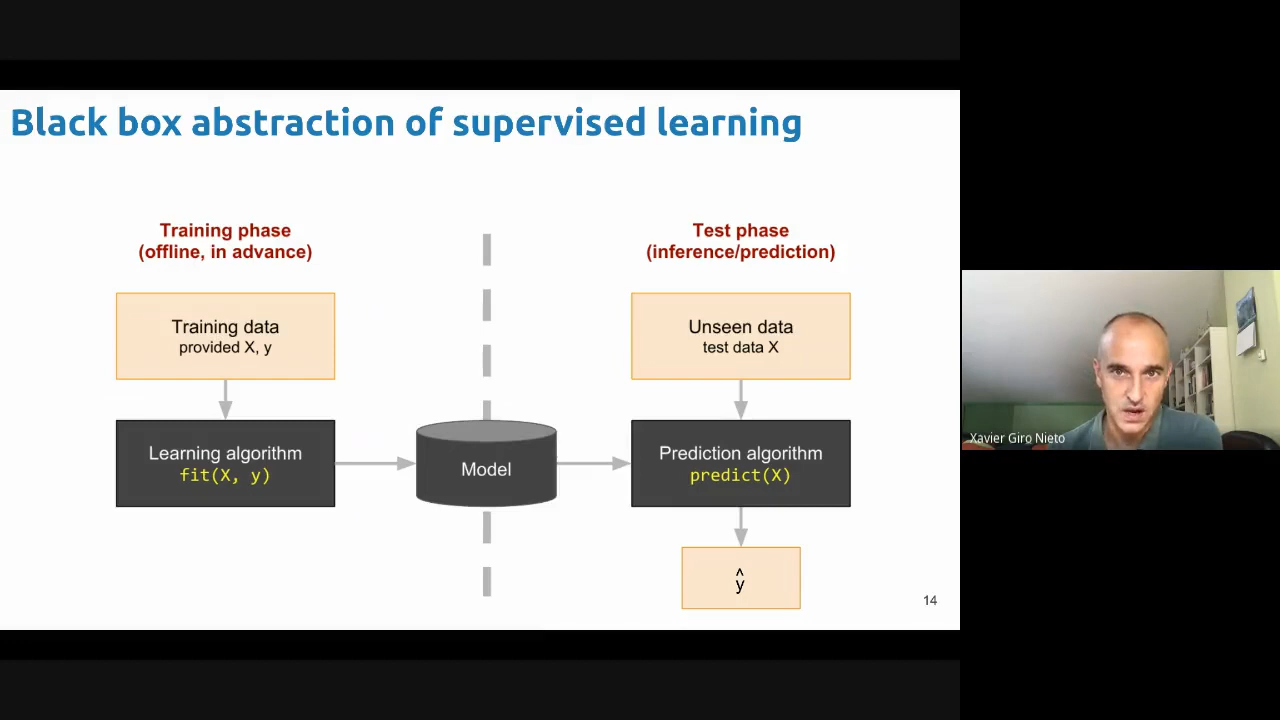 Black box abstraction of supervised learning
Training phase
(offline, in advance)
Test phase
(inference/prediction)
Training data
provided X, y
Unseen data
test data X
Learning algorithm
fit(X, y)
Model
Prediction algorithm
predict(X)
ŷ
14
Xavier Giro Nieto